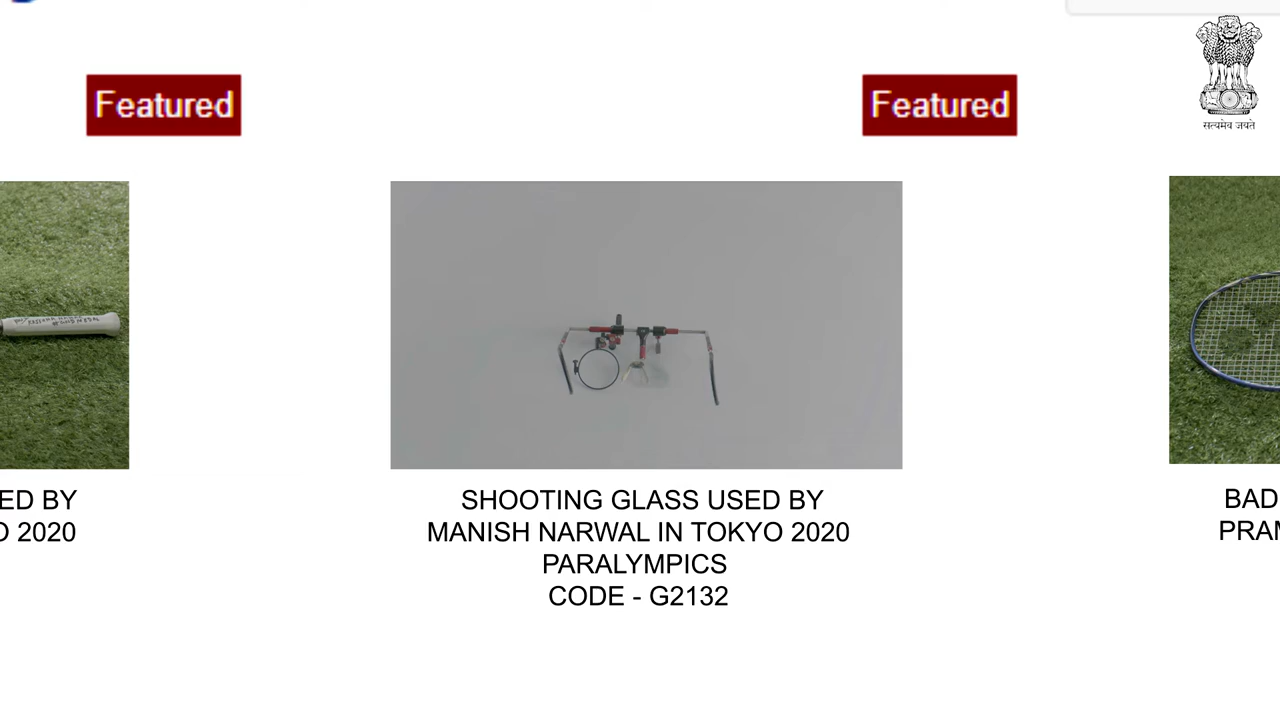 Featured
Featured
सत्यमेव जयते
ED BY
O 2020
SHOOTING GLASS USED BY
MANISH NARWAL IN TOKYO 2020
PARALYMPICS
CODE - G2132
BAD
PRAM